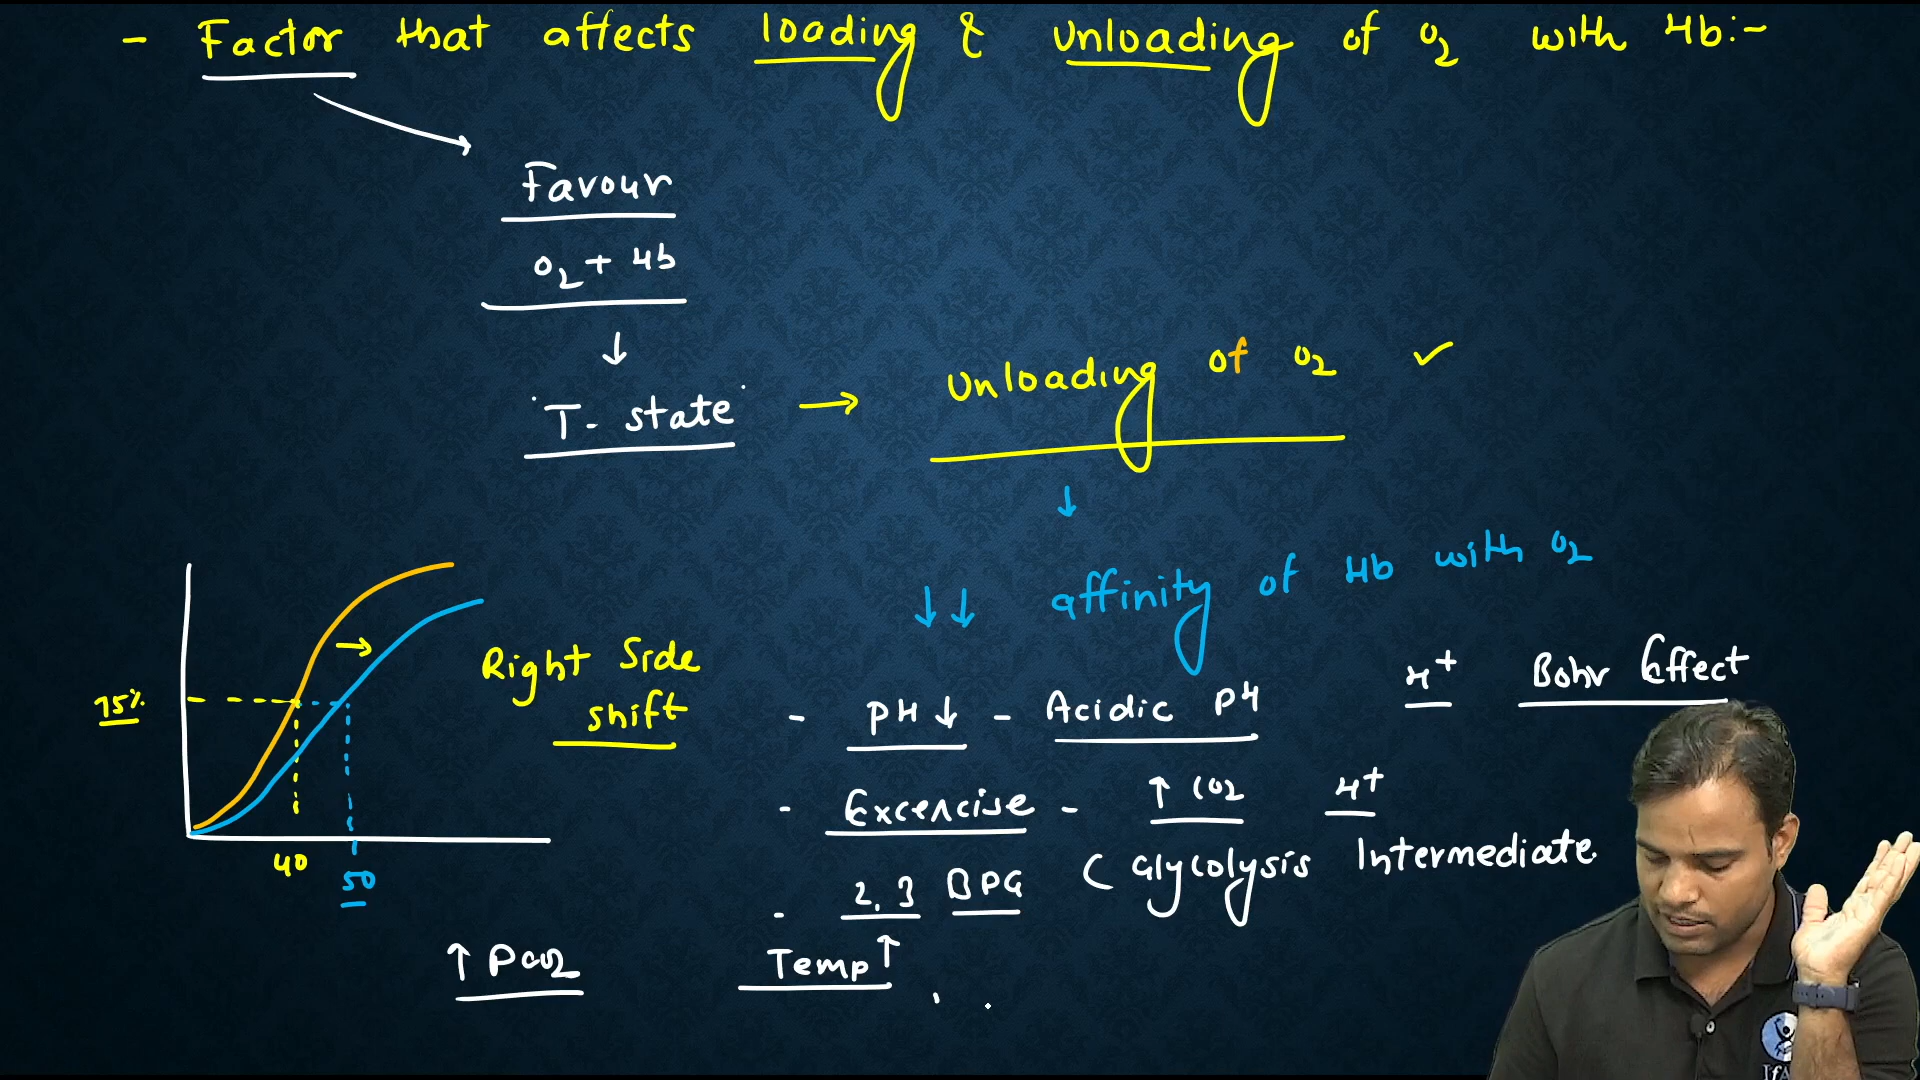 - Factor that affects loading & Unloading of O2 with Hb:-
Favour
O2 + Hb
↓
"T- state" → Unloading of O2 ✓
↓
↓↓ affinity of Hb with O2
75%
→
Right Side
shift
40
50
- PH↓ - Acidic PH
H+ Bohr Effect
- Excercise - ↑ CO2 H+
- 2,3 BPG ( Glycolysis Intermediate
↑ PCO2 Temp↑